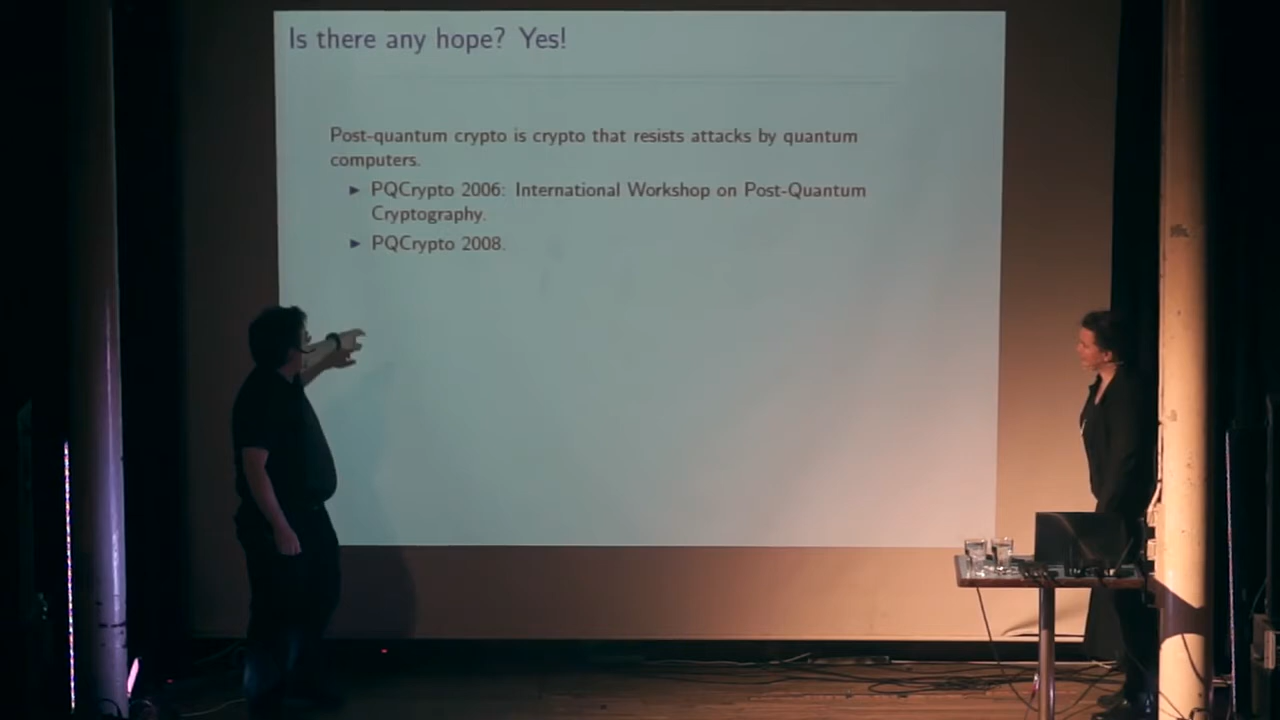 Is there any hope? Yes!
Post-quantum crypto is crypto that resists attacks by quantum
computers.
▶ PQCrypto 2006: International Workshop on Post-Quantum
Cryptography.
▶ PQCrypto 2008.